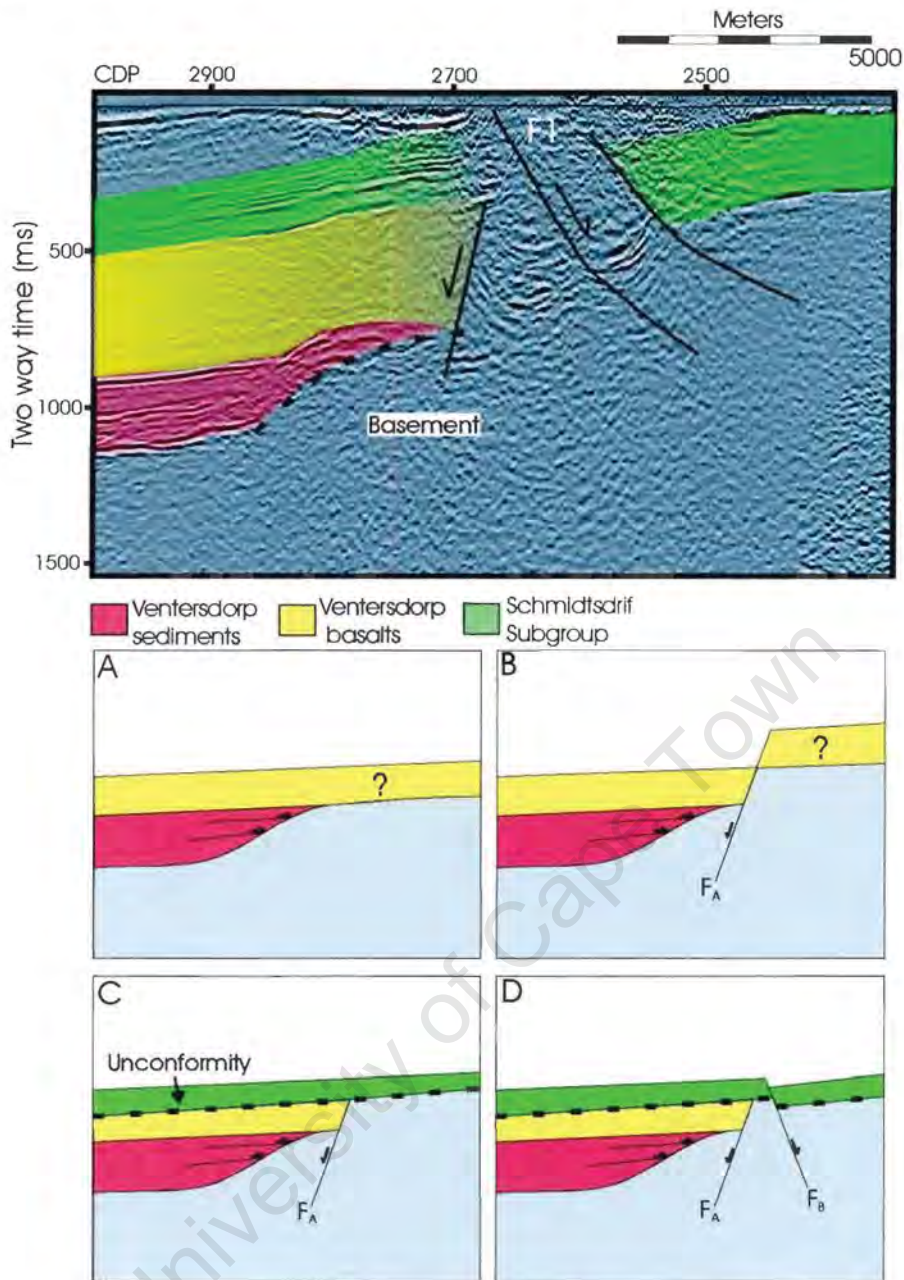 Meters
5000
CDP 2900 2700 2500
F1
Two way time (ms)
500
1000
1500
Basement
Ventersdorp sediments
Ventersdorp basalts
Schmidtsdrif Subgroup
A
?
B
?
FA
C
Unconformity
FA
D
FA
FB
University of Cape Town